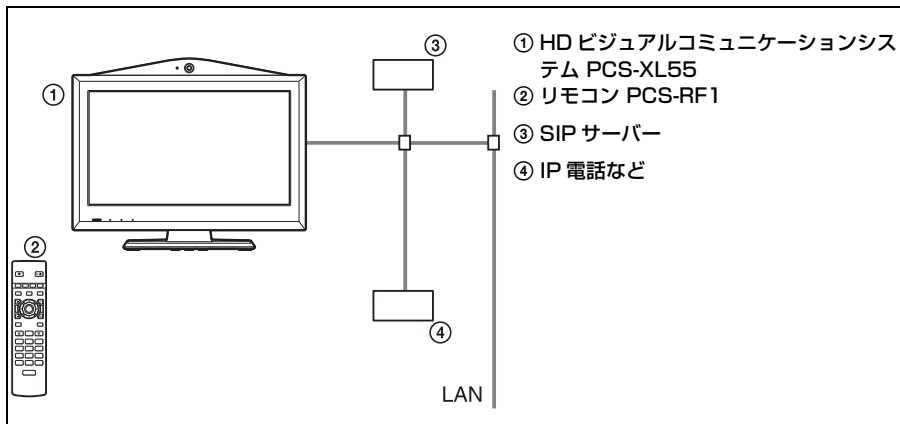 ① HD ビジュアルコミュニケーションシス
テム PCS-XL55
② リモコン PCS-RF1
③ SIP サーバー
④ IP 電話など
①
②
③
④
LAN